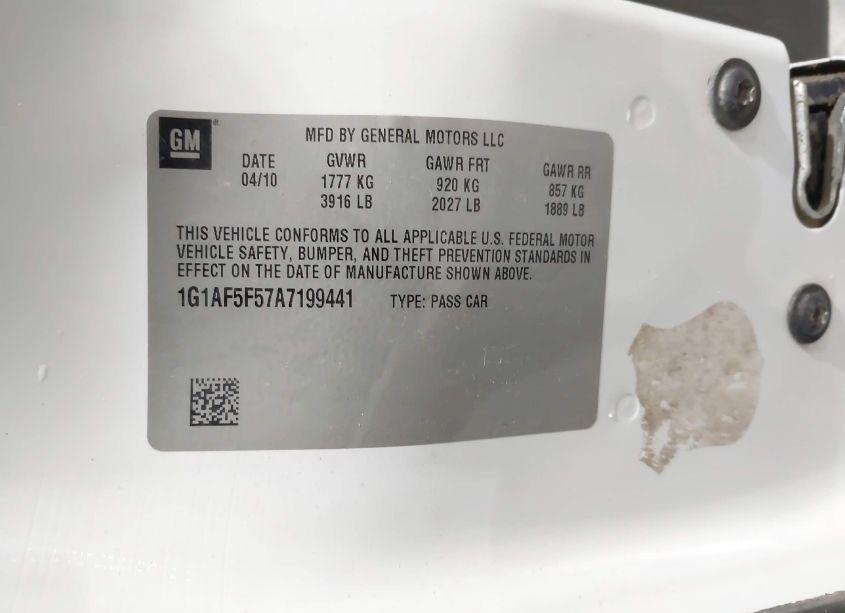 GM
MFD BY GENERAL MOTORS LLC
DATE GVWR GAWR FRT GAWR RR
04/10 1777 KG 920 KG 857 KG
3916 LB 2027 LB 1889 LB
THIS VEHICLE CONFORMS TO ALL APPLICABLE U.S. FEDERAL MOTOR
VEHICLE SAFETY, BUMPER, AND THEFT PREVENTION STANDARDS IN
EFFECT ON THE DATE OF MANUFACTURE SHOWN ABOVE.
1G1AF5F57A7199441 TYPE: PASS CAR